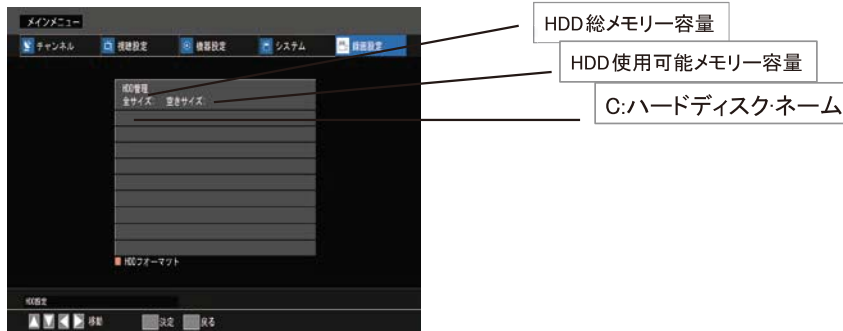 メインメニュー
HDD総メモリー容量
チャンネル 視聴設定 機器設定 システム 録画設定
HDD使用可能メモリー容量
HDD管理
全サイズ: 空きサイズ:
C:ハードディスク·ネーム
HDDフォーマット
HDD設定
移動 決定 戻る